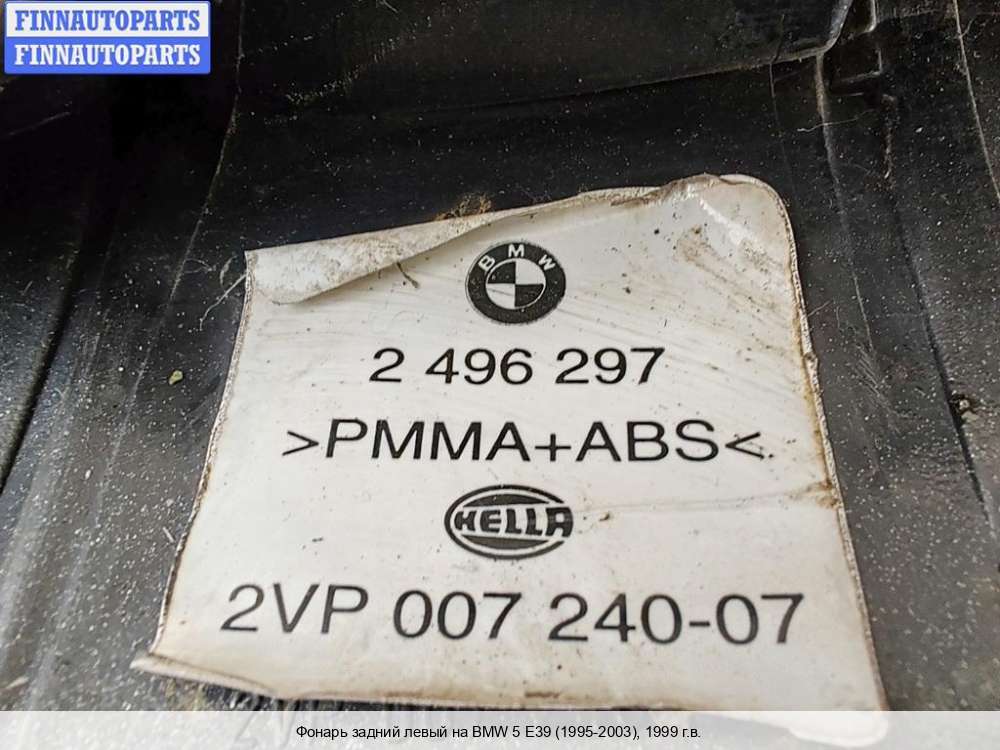 FINNAUTOPARTS
FINNAUTOPARTS
BMW
2 496 297
>PMMA+ABS<
HELLA
2VP 007 240-07
Фонарь задний левый на BMW 5 E39 (1995-2003), 1999 г.в.